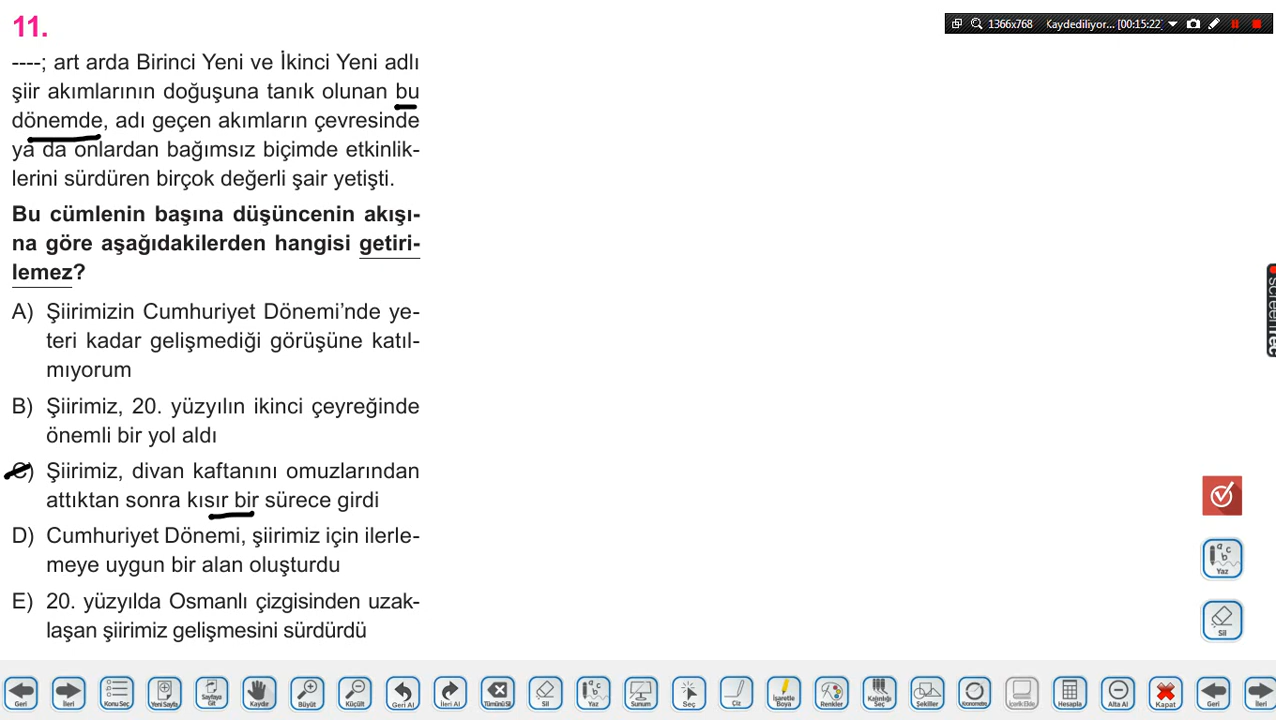 11.
1366x768 Kaydediliyor... [00:15:22]
----; art arda Birinci Yeni ve İkinci Yeni adlı
şiir akımlarının doğuşuna tanık olunan bu
dönemde, adı geçen akımların çevresinde
ya da onlardan bağımsız biçimde etkinlik-
lerini sürdüren birçok değerli şair yetişti.
Bu cümlenin başına düşüncenin akışı-
na göre aşağıdakilerden hangisi getiri-
lemez?
A) Şiirimizin Cumhuriyet Dönemi’nde ye-
teri kadar gelişmediği görüşüne katıl-
mıyorum
B) Şiirimiz, 20. yüzyılın ikinci çeyreğinde
önemli bir yol aldı
C) Şiirimiz, divan kaftanını omuzlarından
attıktan sonra kısır bir sürece girdi
D) Cumhuriyet Dönemi, şiirimiz için ilerle-
meye uygun bir alan oluşturdu
E) 20. yüzyılda Osmanlı çizgisinden uzak-
laşan şiirimiz gelişmesini sürdürdü
a b c
Yaz
Sil
Geri İleri Konu Seç Yeni Sayfa Sayfaya Git Kaydır Büyüt Küçült Geri Al İleri Al Tümünü Sil Sil Yaz Sunum Seç Çiz İşaretle Boya Renkler Kalınlığı Seç Şekiller Kronometre İçerik Ekle Hesapla Alta Al Kapat Geri İleri